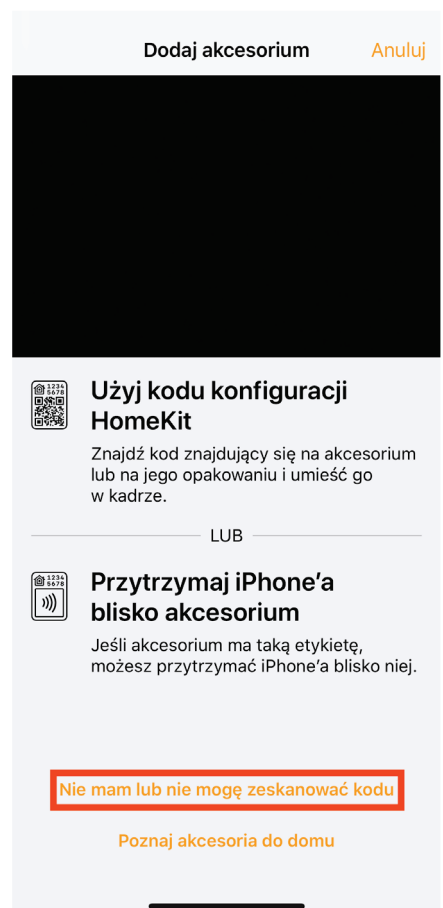 Dodaj akcesorium Anuluj
1234
5678
Użyj kodu konfiguracji
HomeKit
Znajdź kod znajdujący się na akcesorium
lub na jego opakowaniu i umieść go
w kadrze.
LUB
1234
5678
Przytrzymaj iPhone’a
blisko akcesorium
Jeśli akcesorium ma taką etykietę,
możesz przytrzymać iPhone’a blisko niej.
Nie mam lub nie mogę zeskanować kodu
Poznaj akcesoria do domu